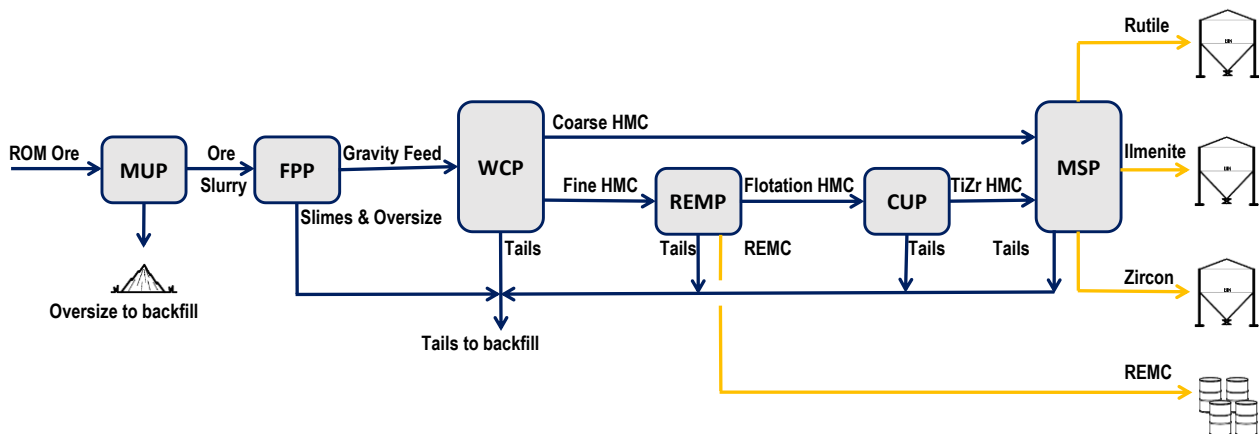 Rutile
ROM Ore
MUP
Ore
Slurry
FPP
Gravity Feed
WCP
Coarse HMC
MSP
Ilmenite
Fine HMC
REMP
Flotation HMC
CUP
TiZr HMC
Slimes & Oversize
Tails
Tails
REMC
Tails
Tails
Zircon
Oversize to backfill
Tails to backfill
REMC